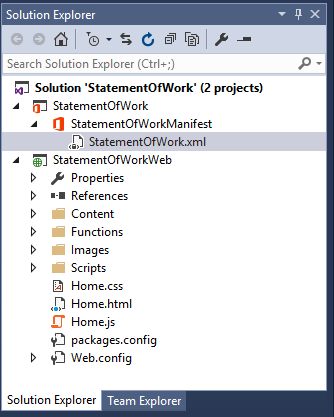 Solution Explorer
Search Solution Explorer (Ctrl+;)
Solution 'StatementOfWork' (2 projects)
StatementOfWork
StatementOfWorkManifest
StatementOfWork.xml
StatementOfWorkWeb
Properties
References
Content
Functions
Images
Scripts
Home.css
Home.html
Home.js
packages.config
Web.config
Solution Explorer Team Explorer